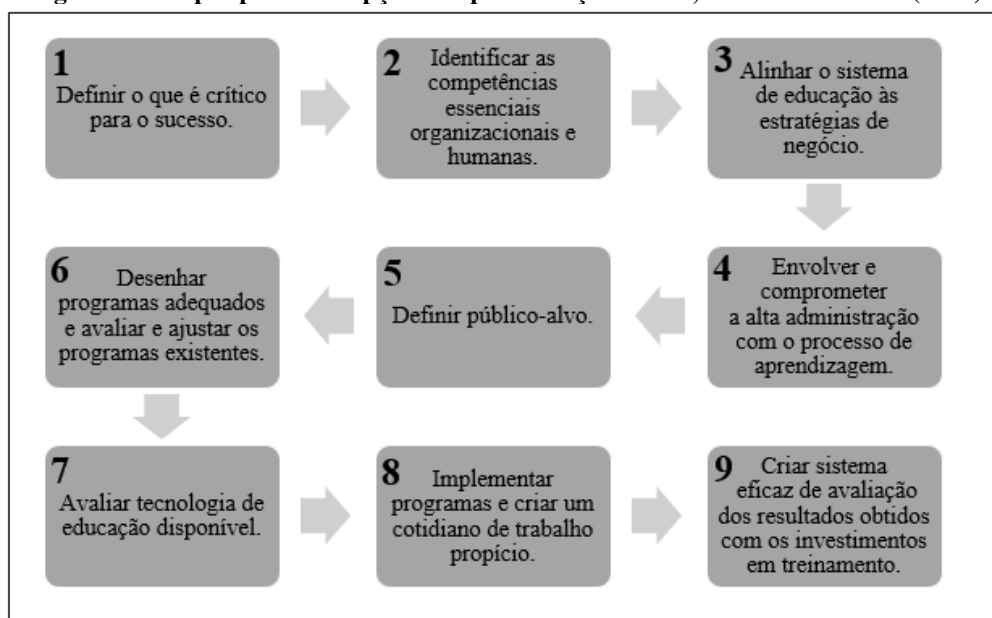 1
Definir o que é crítico
para o sucesso.
2
Identificar as
competências
essenciais
organizacionais e
humanas.
3
Alinhar o sistema
de educação às
estratégias de
negócio.
4
Envolver e
comprometer
a alta administração
com o processo de
aprendizagem.
5
Definir público-alvo.
6
Desenhar
programas adequados
e avaliar e ajustar os
programas existentes.
7
Avaliar tecnologia de
educação disponível.
8
Implementar
programas e criar um
cotidiano de trabalho
propício.
9
Criar sistema
eficaz de avaliação
dos resultados obtidos
com os investimentos
em treinamento.